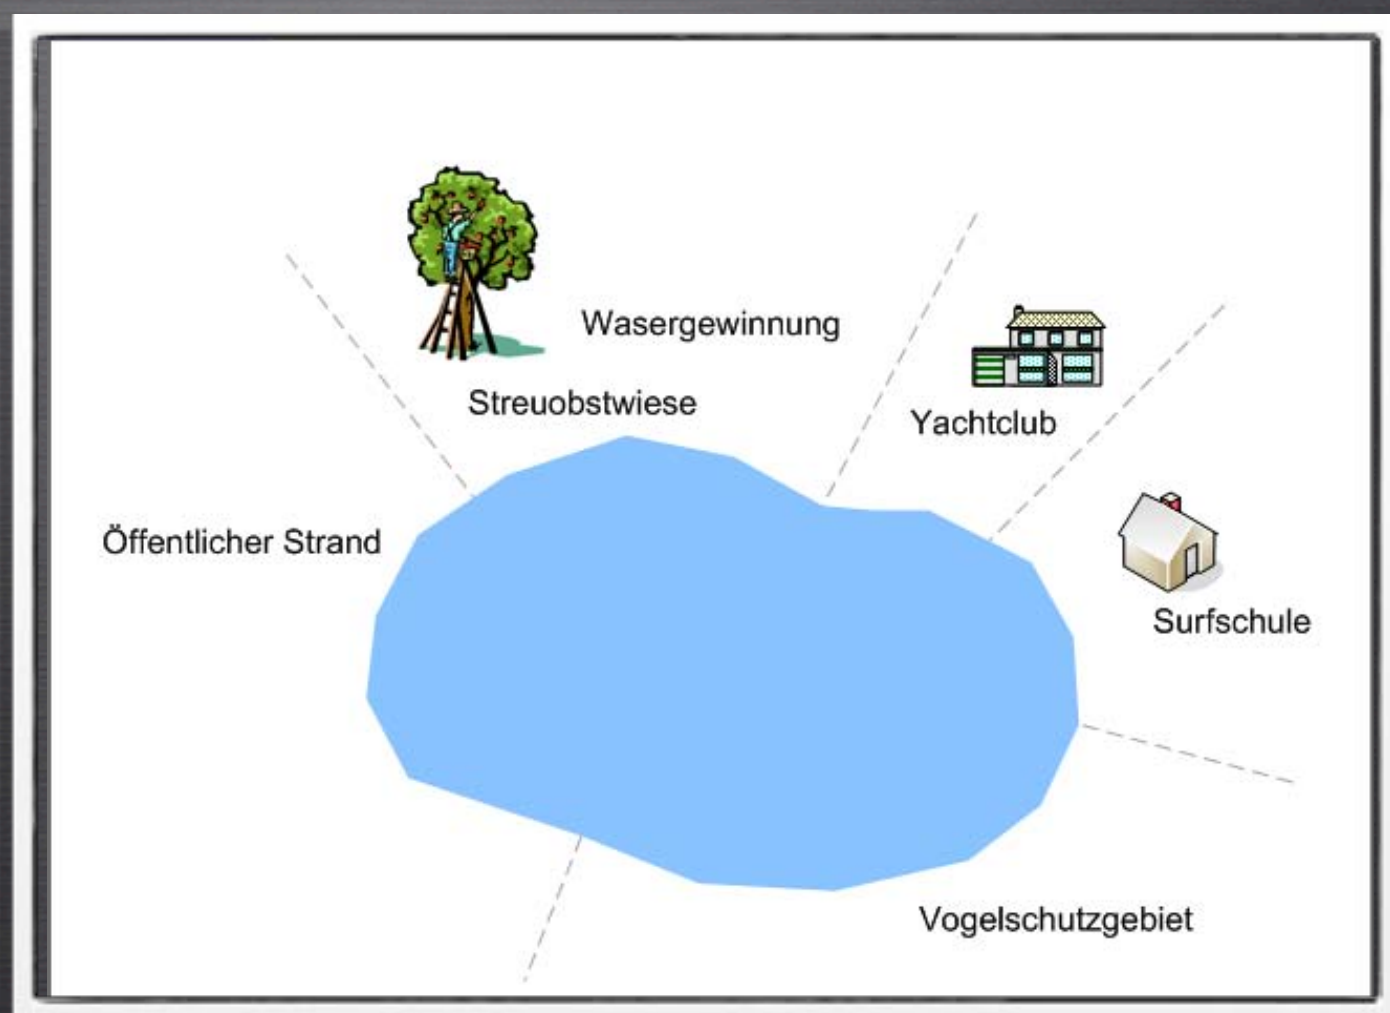 Wasergewinnung
Streuobstwiese
Yachtclub
Öffentlicher Strand
Surfschule
Vogelschutzgebiet